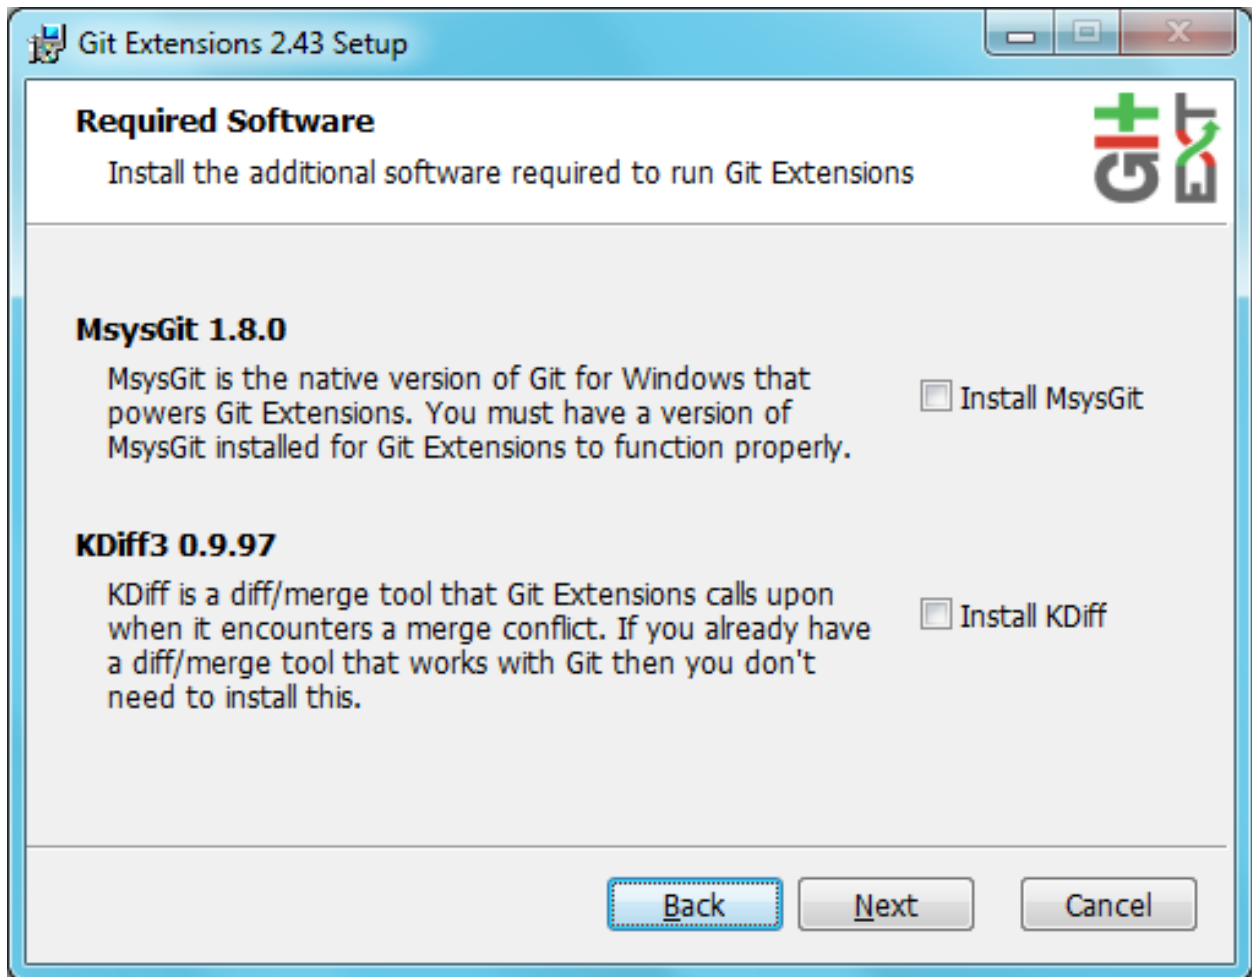 Git Extensions 2.43 Setup
Required Software
Install the additional software required to run Git Extensions
Git
Ext
MsysGit 1.8.0
MsysGit is the native version of Git for Windows that
powers Git Extensions. You must have a version of
MsysGit installed for Git Extensions to function properly.
Install MsysGit
KDiff3 0.9.97
KDiff is a diff/merge tool that Git Extensions calls upon
when it encounters a merge conflict. If you already have
a diff/merge tool that works with Git then you don't
need to install this.
Install KDiff
Back
Next
Cancel